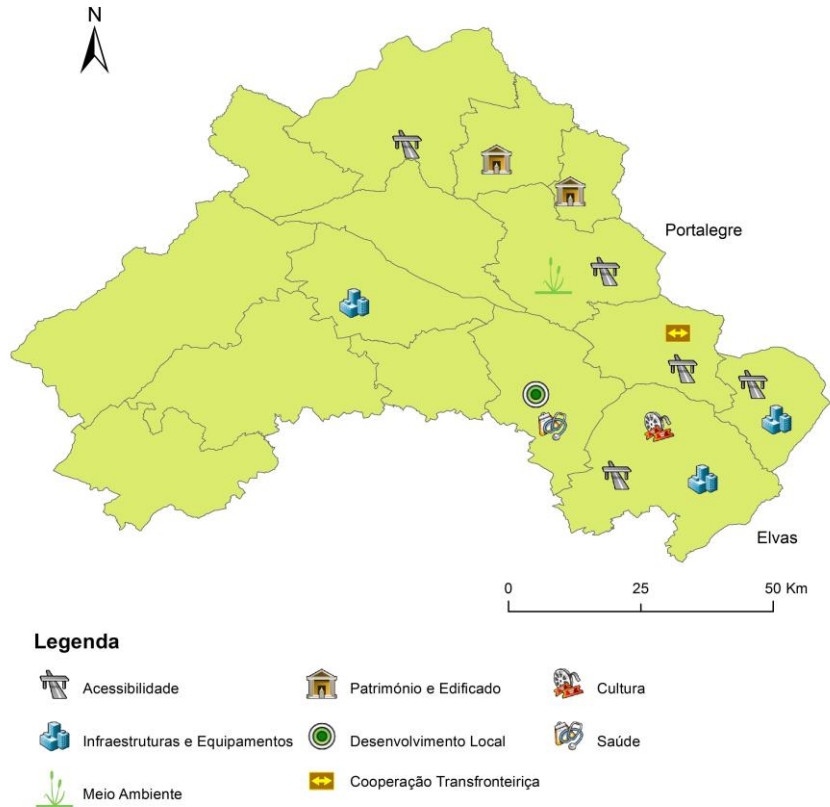 N
Portalegre
Elvas
0 25 50 Km
Legenda
Acessibilidade
Património e Edificado
Cultura
Infraestruturas e Equipamentos
Desenvolvimento Local
Saúde
Meio Ambiente
Cooperação Transfronteiriça